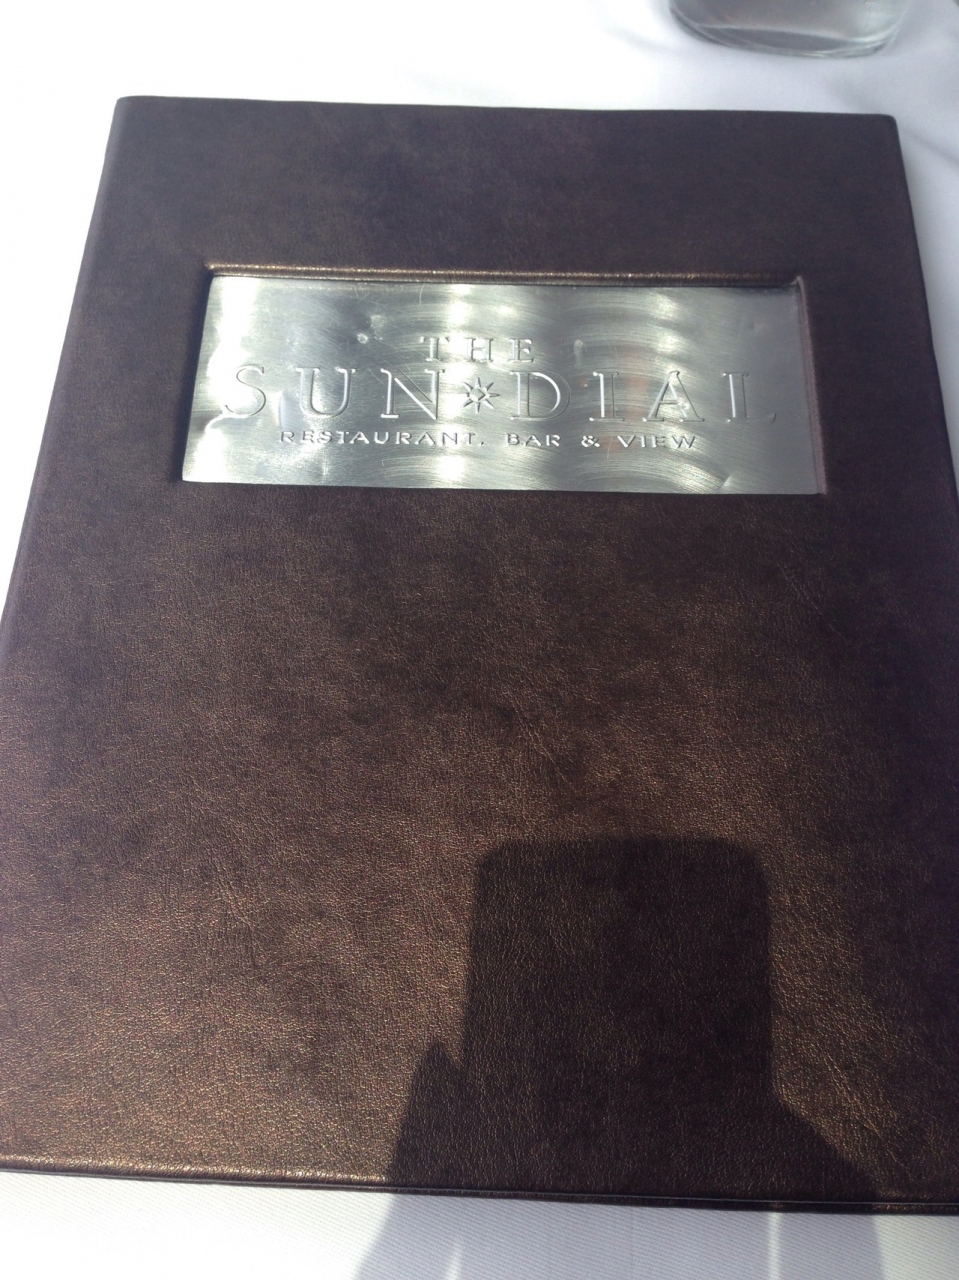 THE
SUN DIAL
RESTAURANT, BAR & VIEW